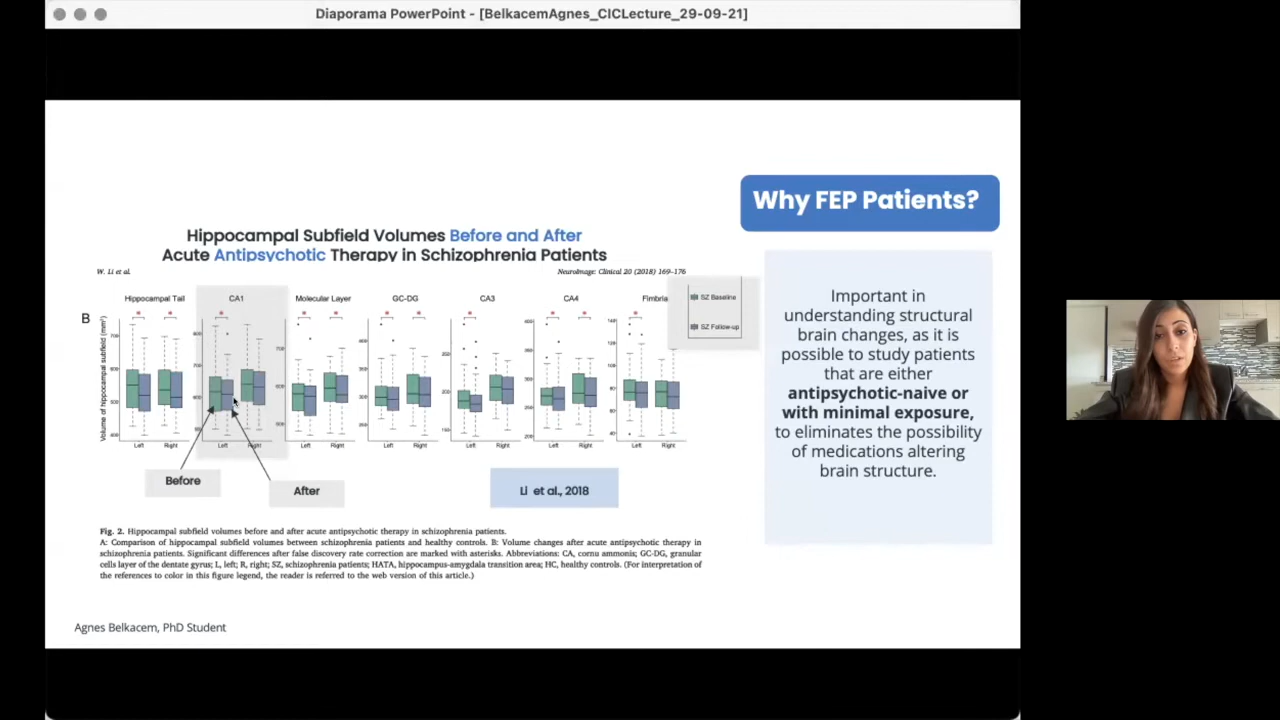 Diaporama PowerPoint - [BelkacemAgnes_CICLecture_29-09-21]
Why FEP Patients?
Hippocampal Subfield Volumes Before and After
Acute Antipsychotic Therapy in Schizophrenia Patients
W. Li et al.
NeuroImage: Clinical 20 (2018) 169–176
B
Hippocampal Tail
CA1
Molecular Layer
GC-DG
CA3
CA4
Fimbria
SZ Baseline
SZ Follow-up
Volume of hippocampal subfield (mm³)
Left Right
Left Right
Left Right
Left Right
Left Right
Left Right
Left Right
Before
After
Li et al., 2018
Important in
understanding structural
brain changes, as it is
possible to study patients
that are either
antipsychotic-naive or
with minimal exposure,
to eliminates the possibility
of medications altering
brain structure.
Fig. 2. Hippocampal subfield volumes before and after acute antipsychotic therapy in schizophrenia patients.
A: Comparison of hippocampal subfield volumes between schizophrenia patients and healthy controls. B: Volume changes after acute antipsychotic therapy in
schizophrenia patients. Significant differences after false discovery rate correction are marked with asterisks. Abbreviations: CA, cornu ammonis; GC-DG, granular
cells layer of the dentate gyrus; L, left; R, right; SZ, schizophrenia patients; HATA, hippocampus-amygdala transition area; HC, healthy controls. (For interpretation of
the references to color in this figure legend, the reader is referred to the web version of this article.)
Agnes Belkacem, PhD Student